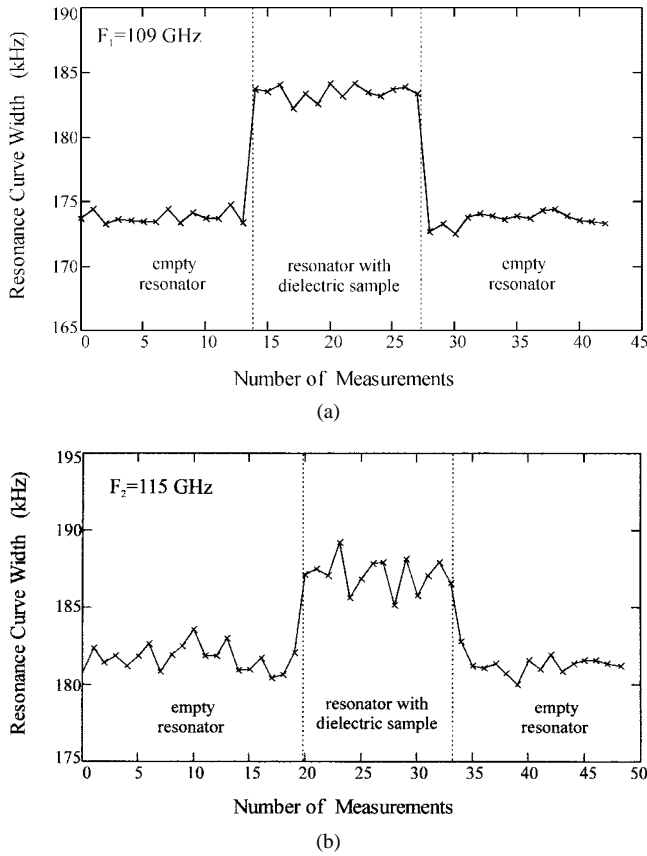 190
F₁=109 GHz
185
180
175
170
165
Resonance Curve Width (kHz)
empty
resonator
resonator with
dielectric sample
empty
resonator
0 5 10 15 20 25 30 35 40 45
Number of Measurements
(a)
195
F₂=115 GHz
190
185
180
175
Resonance Curve Width (kHz)
empty
resonator
resonator with
dielectric sample
empty
resonator
0 5 10 15 20 25 30 35 40 45 50
Number of Measurements
(b)